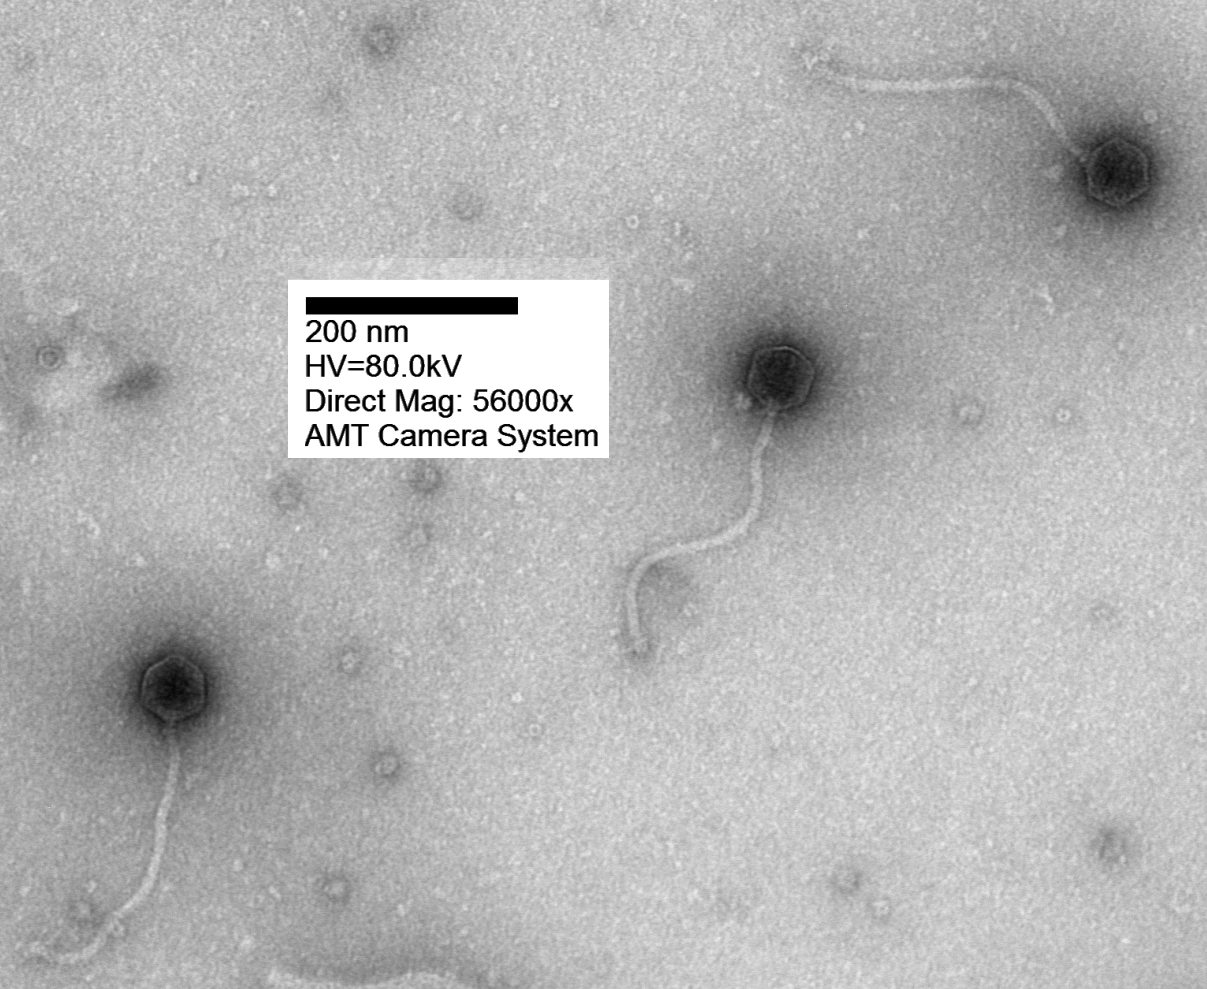 200 nm
HV=80.0kV
Direct Mag: 56000x
AMT Camera System